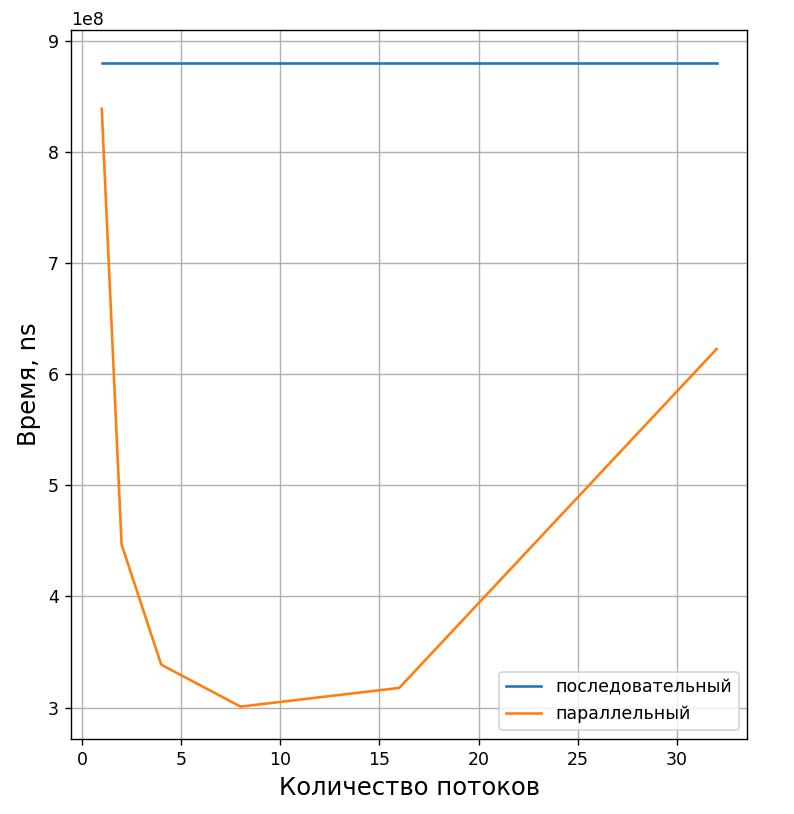 1e8
9
8
7
6
5
4
3
Время, ns
0 5 10 15 20 25 30
Количество потоков
последовательный
параллельный